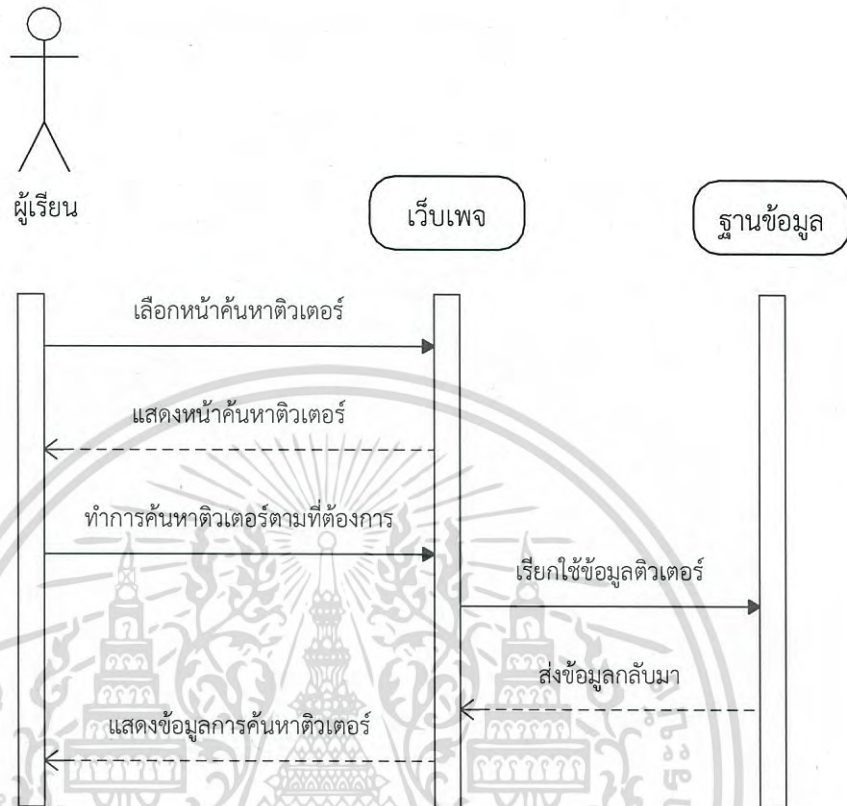 ผู้เรียน
เว็บเพจ
ฐานข้อมูล
เลือกหน้าค้นหาติวเตอร์
แสดงหน้าค้นหาติวเตอร์
ทำการค้นหาติวเตอร์ตามที่ต้องการ
เรียกใช้ข้อมูลติวเตอร์
ส่งข้อมูลกลับมา
แสดงข้อมูลการค้นหาติวเตอร์